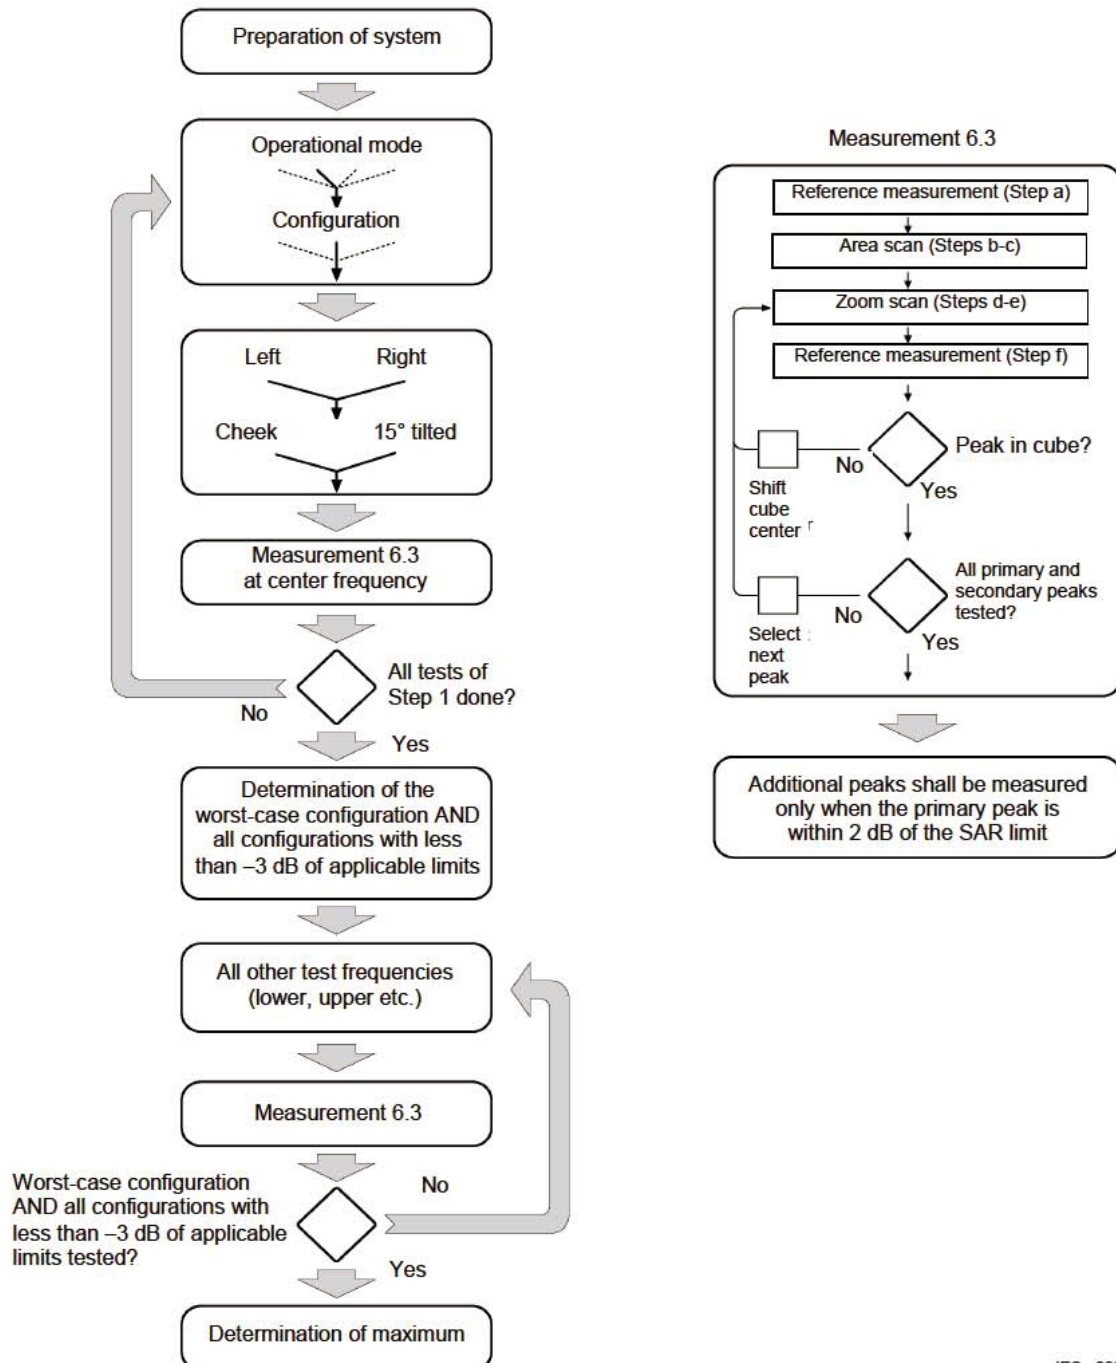 Preparation of system
Operational mode
Configuration
Left Right
Cheek 15° tilted
Measurement 6.3
at center frequency
All tests of
Step 1 done?
No
Yes
Determination of the
worst-case configuration AND
all configurations with less
than –3 dB of applicable limits
All other test frequencies
(lower, upper etc.)
Measurement 6.3
Worst-case configuration
AND all configurations with
less than –3 dB of applicable
limits tested?
No
Yes
Determination of maximum
Measurement 6.3
Reference measurement (Step a)
Area scan (Steps b-c)
Zoom scan (Steps d-e)
Reference measurement (Step f)
Peak in cube?
No
Yes
Shift
cube
center
All primary and
secondary peaks
tested?
No
Yes
Select
next
peak
Additional peaks shall be measured
only when the primary peak is
within 2 dB of the SAR limit